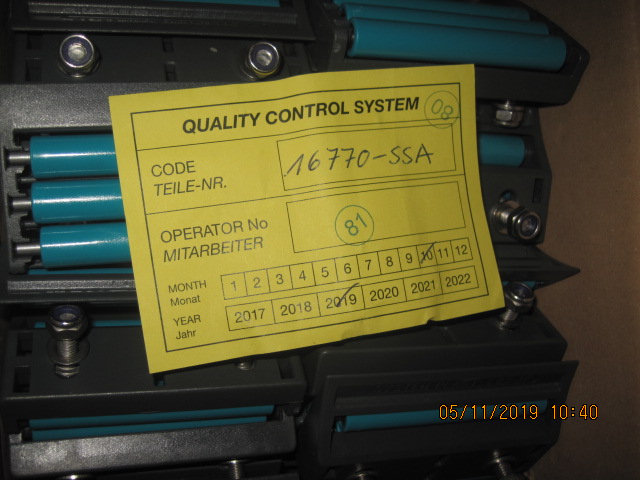 QUALITY CONTROL SYSTEM 08
CODE
TEILE-NR.
16770-SSA
OPERATOR No
MITARBEITER
81
MONTH
Monat
1 2 3 4 5 6 7 8 9 10 11 12
YEAR
Jahr
2017 2018 2019 2020 2021 2022
05/11/2019 10:40